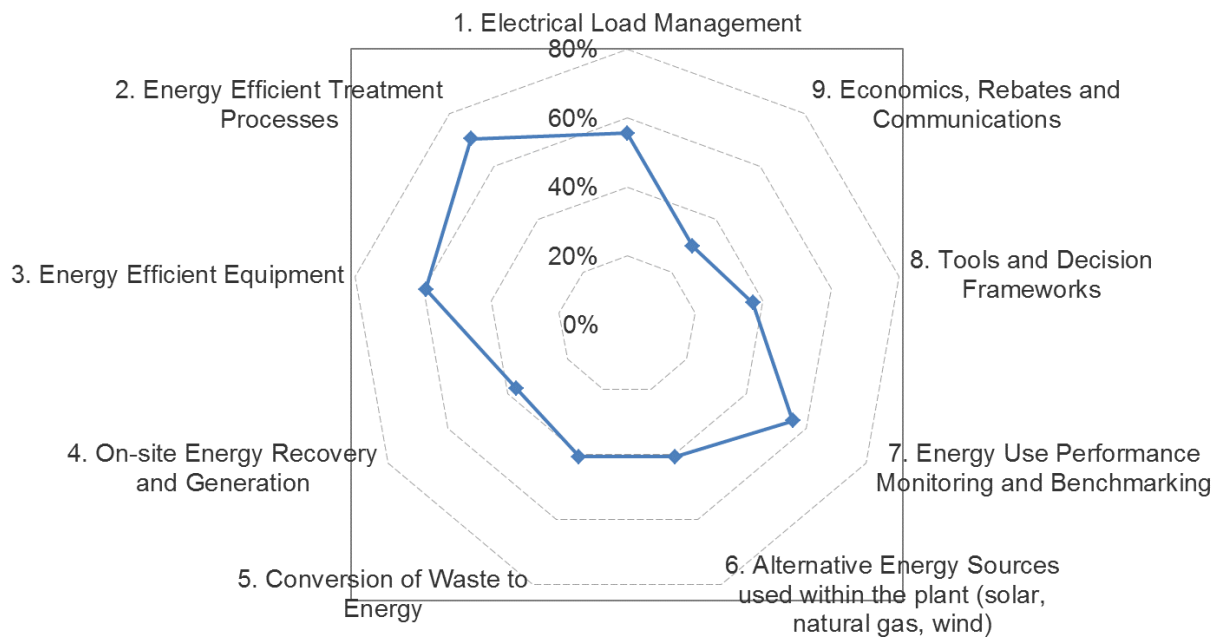 1. Electrical Load Management
80%
60%
40%
20%
0%
2. Energy Efficient Treatment
Processes
3. Energy Efficient Equipment
4. On-site Energy Recovery
and Generation
5. Conversion of Waste to
Energy
6. Alternative Energy Sources
used within the plant (solar,
natural gas, wind)
7. Energy Use Performance
Monitoring and Benchmarking
8. Tools and Decision
Frameworks
9. Economics, Rebates and
Communications